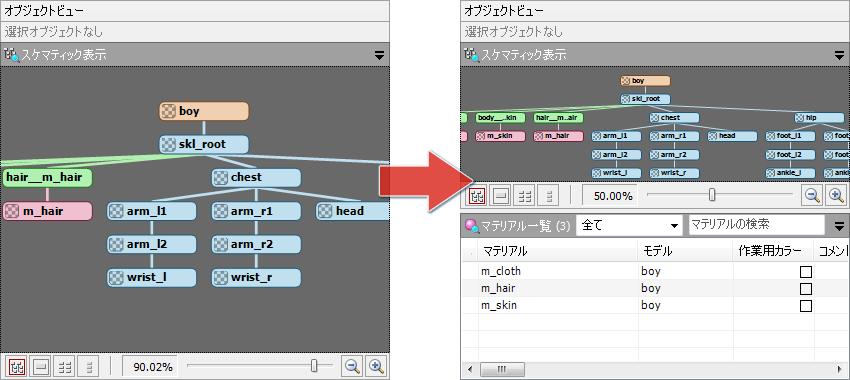 オブジェクトビュー
選択オブジェクトなし
スケマティック表示
boy
skl_root
hair__m_hair
chest
m_hair
arm_l1
arm_r1
head
arm_l2
arm_r2
wrist_l
wrist_r
90.02%
オブジェクトビュー
選択オブジェクトなし
スケマティック表示
boy
skl_root
body__..kin
hair__m..air
chest
hip
m_skin
m_hair
arm_l1
arm_r1
head
foot_l1
foot_
arm_l2
arm_r2
foot_l2
foot_
wrist_l
wrist_r
ankle_l
ankle_
50.00%
マテリアル一覧 (3)
全て
マテリアルの検索
マテリアル
モデル
作業用カラー
コメン
m_cloth
boy
m_hair
boy
m_skin
boy